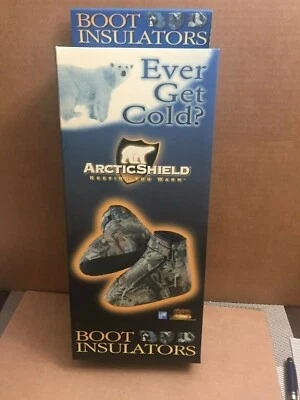 BOOT
INSULATORS
Ever
Get
Cold?
ARCTICSHIELD
KEEPING YOU WARM
BOOT
INSULATORS